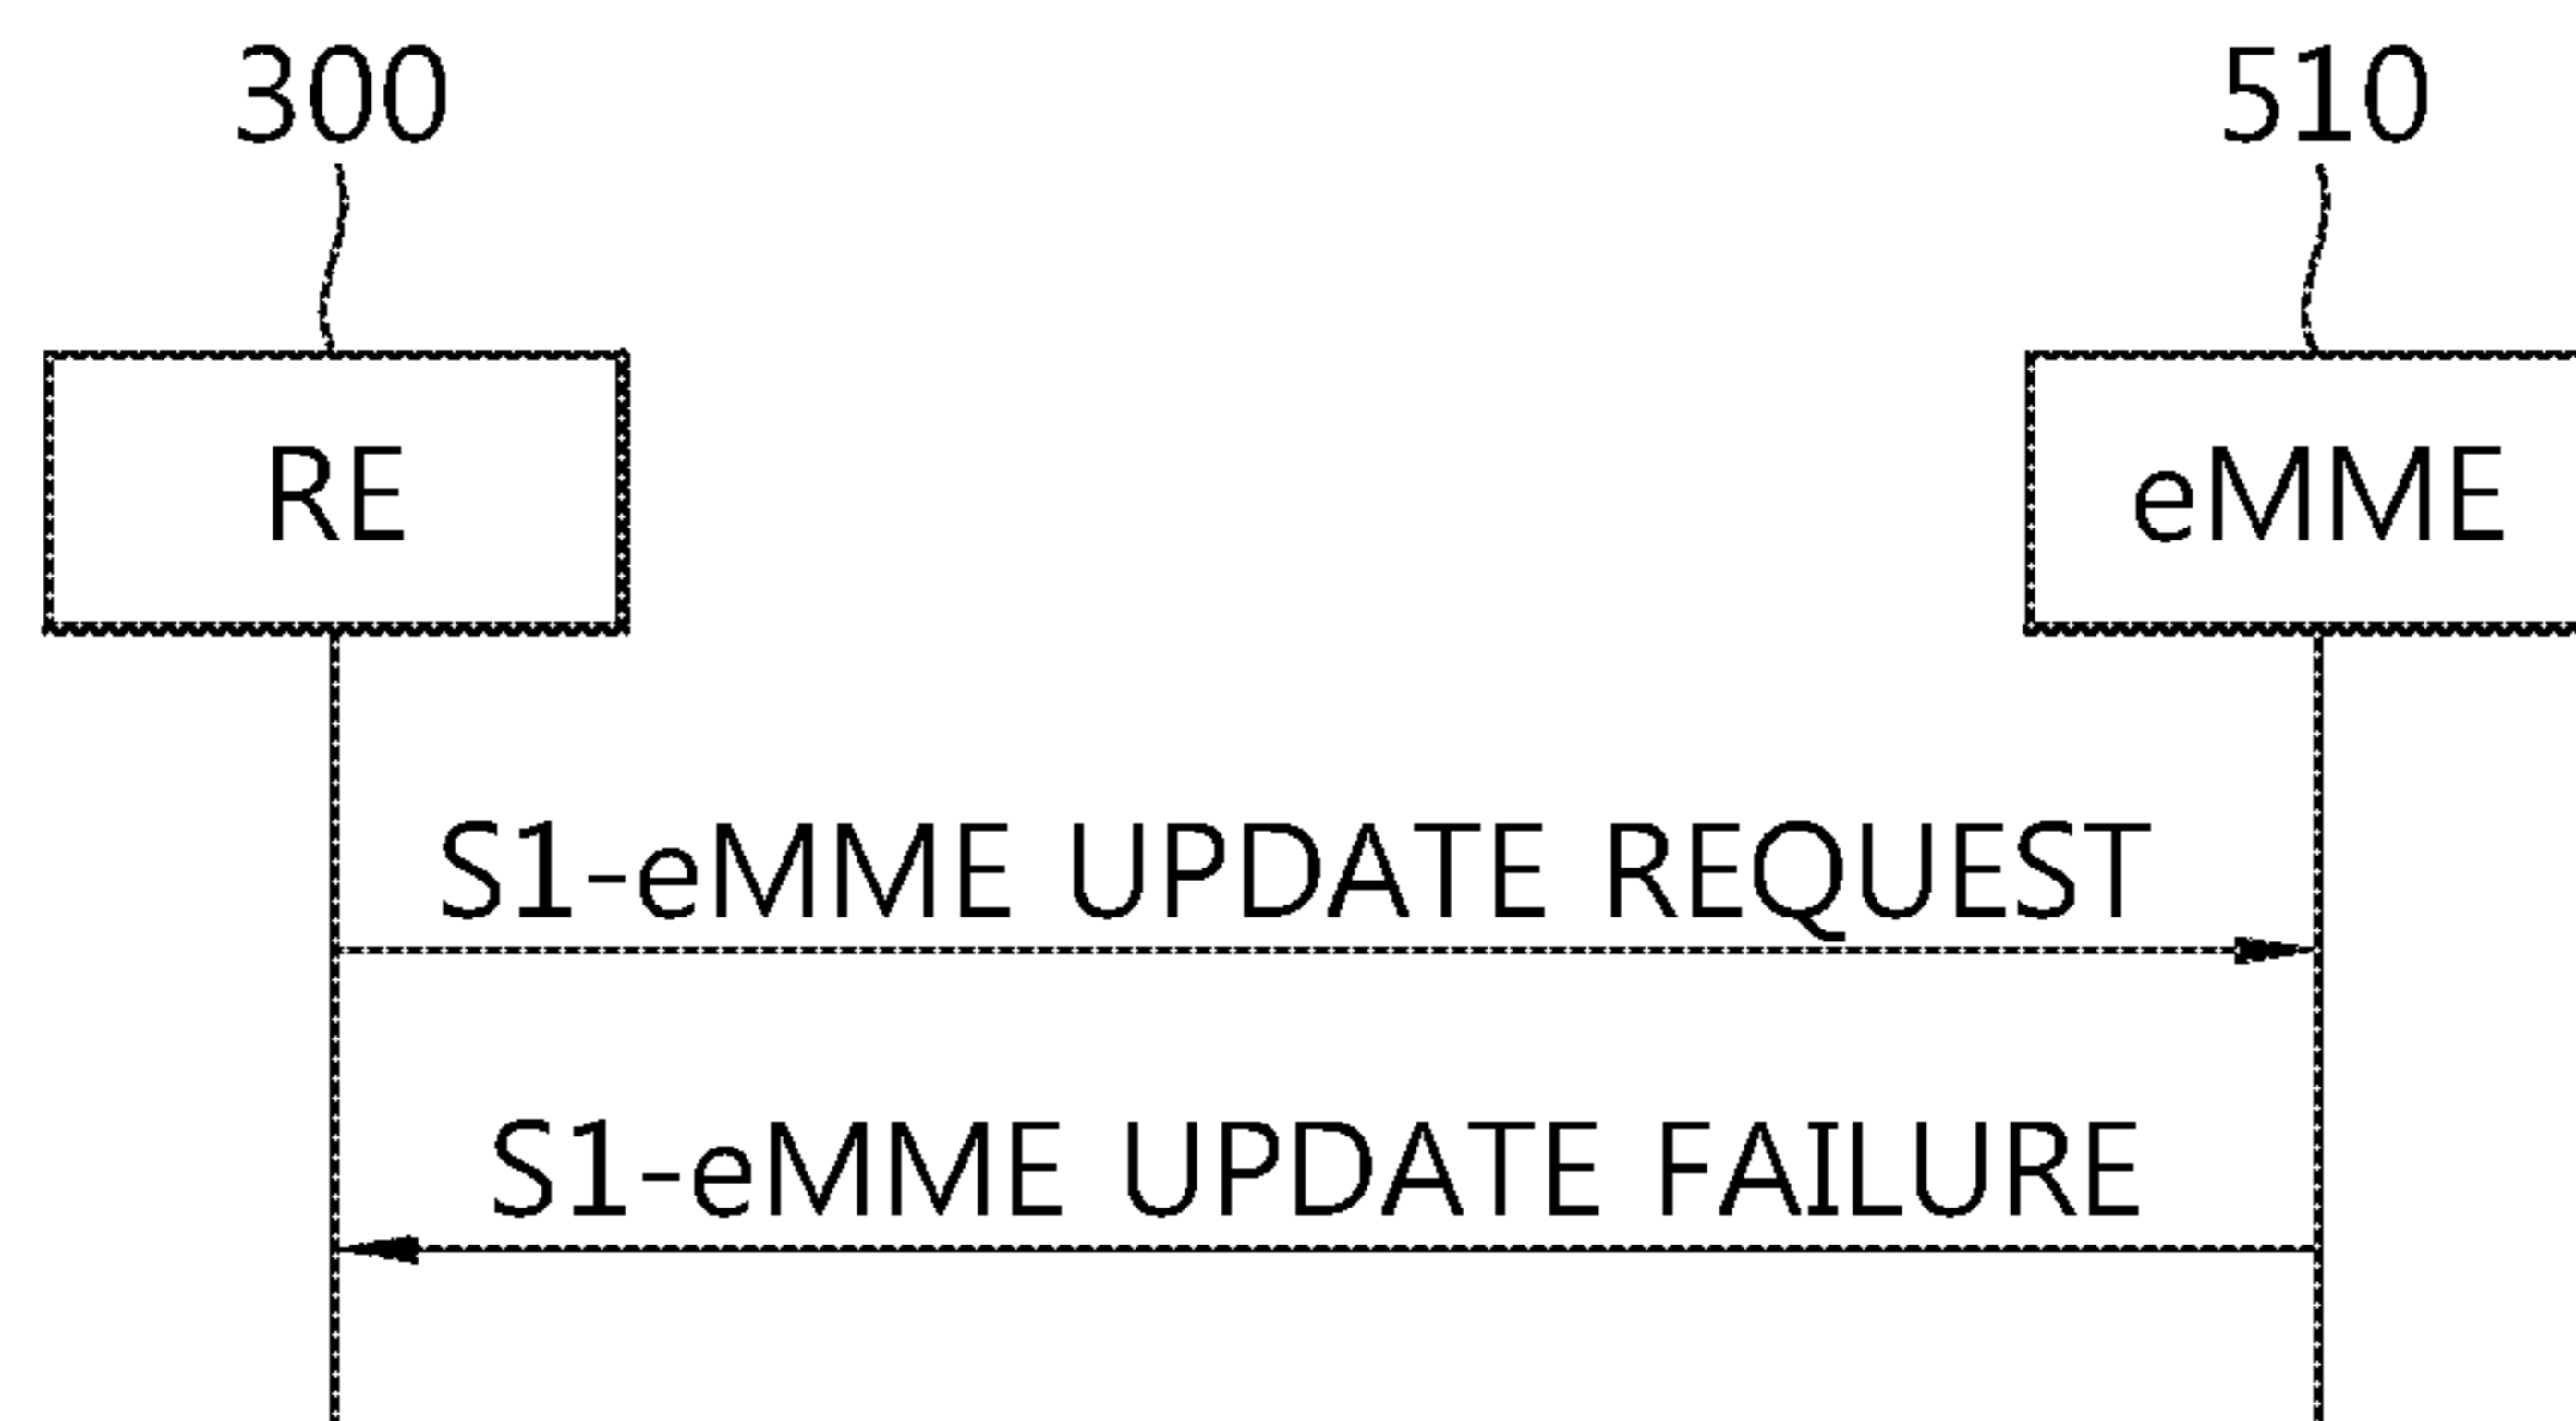 300
510
RE
eMME
S1-eMME UPDATE REQUEST
S1-eMME UPDATE FAILURE